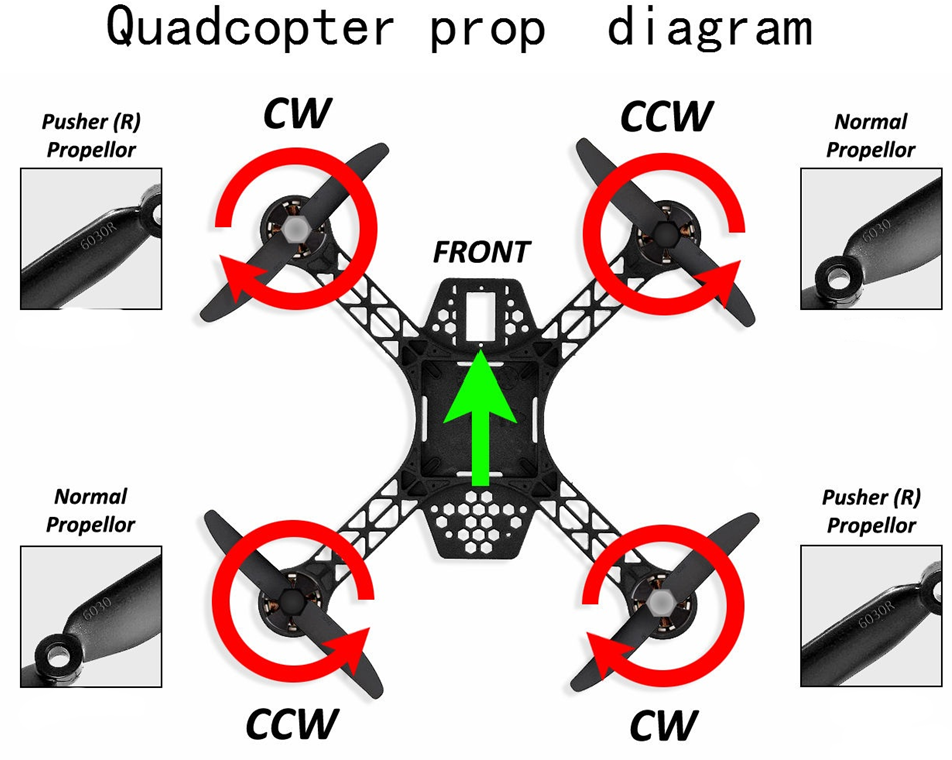 Quadcopter prop diagram
CW
CCW
Pusher (R)
Propellor
Normal
Propellor
6030R
6030
FRONT
Normal
Propellor
Pusher (R)
Propellor
6030
6030R
CCW
CW